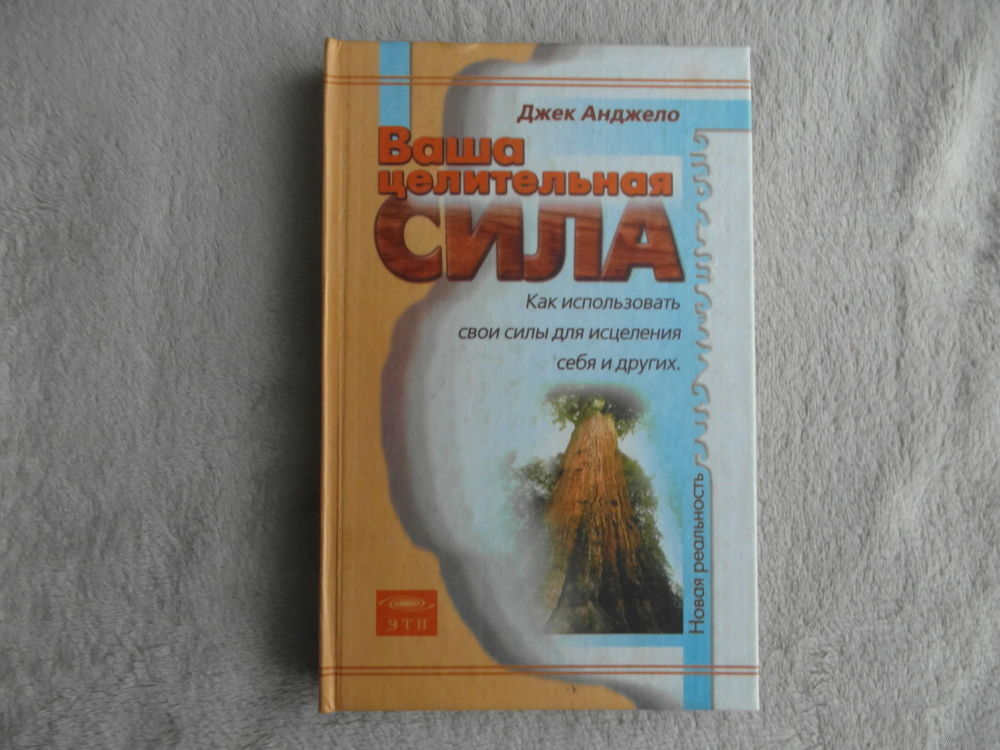 Джек Анджело
Ваша
целительная
СИЛА
Как использовать
свои силы для исцеления
себя и других.
Новая реальность
ЭТП